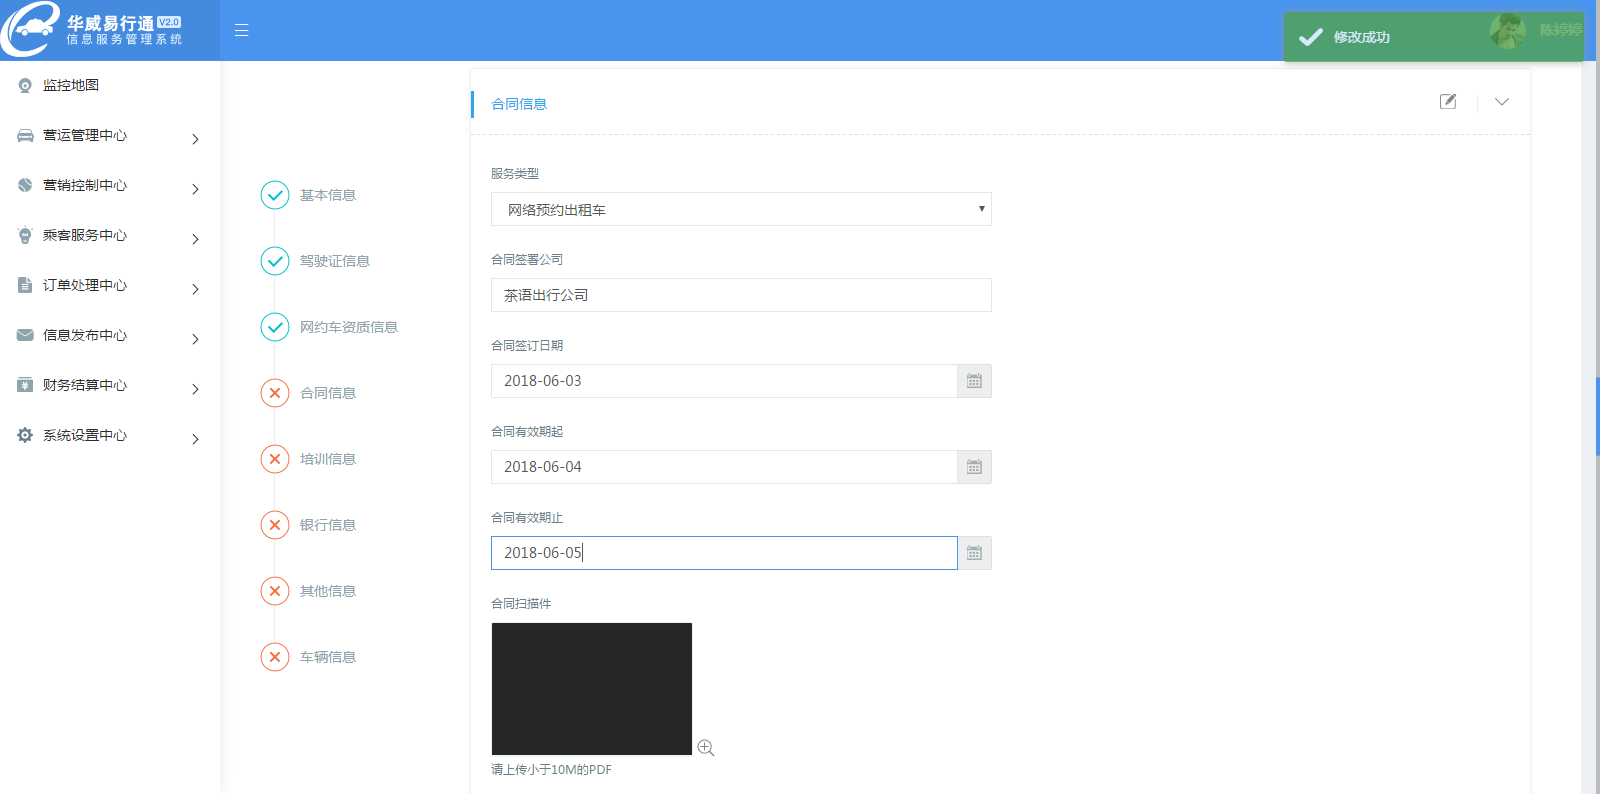 华威易行通 V2.0
信息服务管理系统
修改成功
陈婷婷
监控地图
营运管理中心
营销控制中心
乘客服务中心
订单处理中心
信息发布中心
财务结算中心
系统设置中心
基本信息
驾驶证信息
网约车资质信息
合同信息
培训信息
银行信息
其他信息
车辆信息
合同信息
服务类型
网络预约出租车
合同签署公司
茶语出行公司
合同签订日期
2018-06-03
合同有效期起
2018-06-04
合同有效期止
2018-06-05
合同扫描件
请上传小于10M的PDF